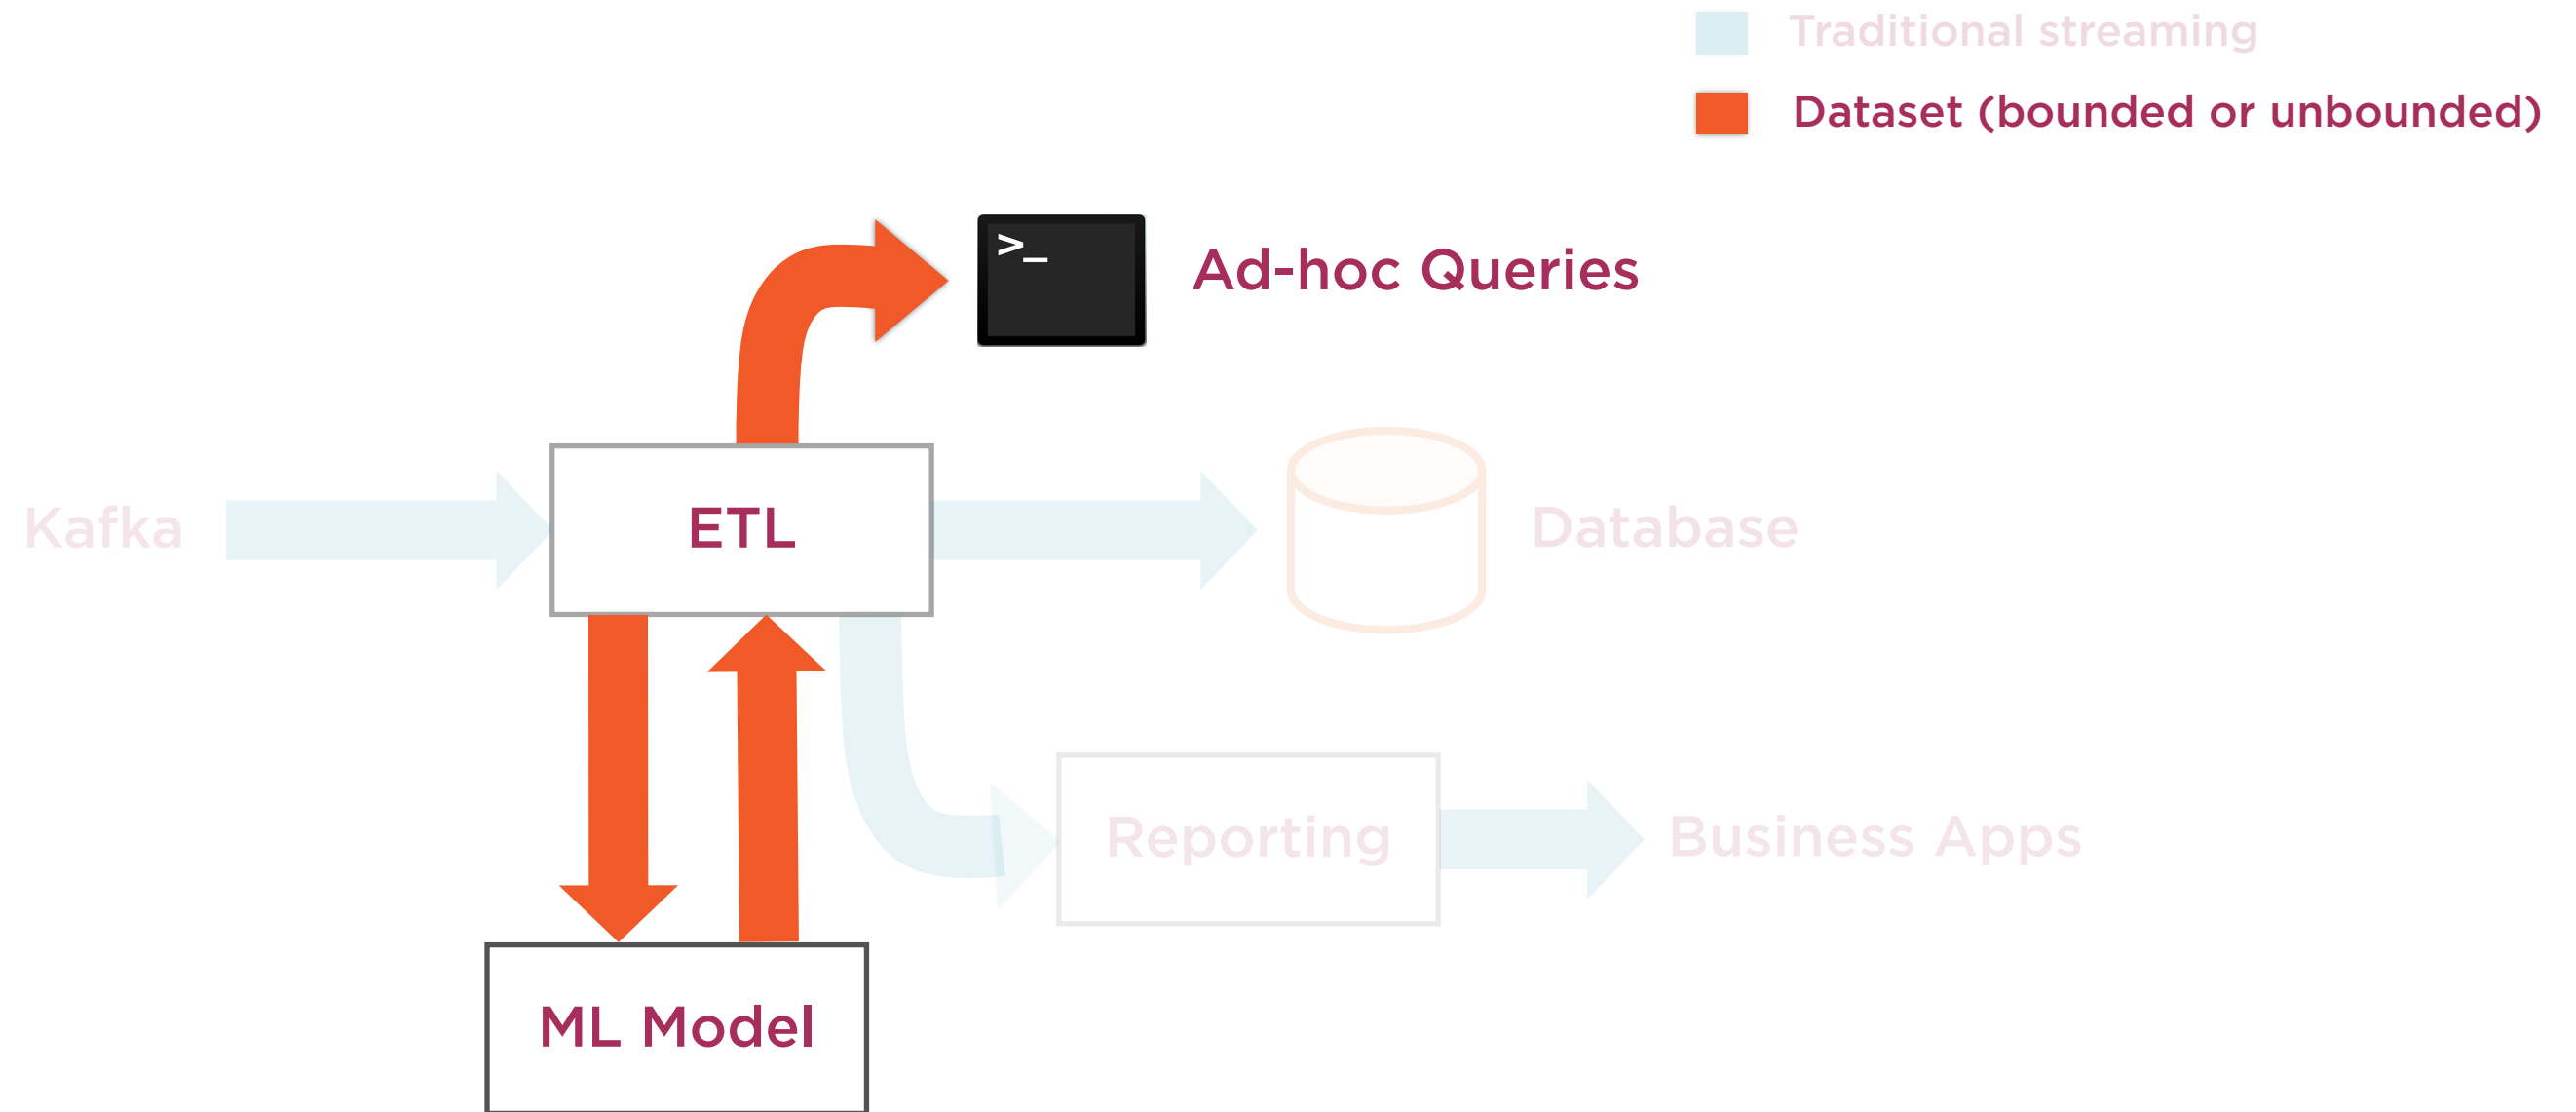 Traditional streaming
Dataset (bounded or unbounded)
>_
Ad-hoc Queries
Kafka
ETL
Database
Reporting
Business Apps
ML Model